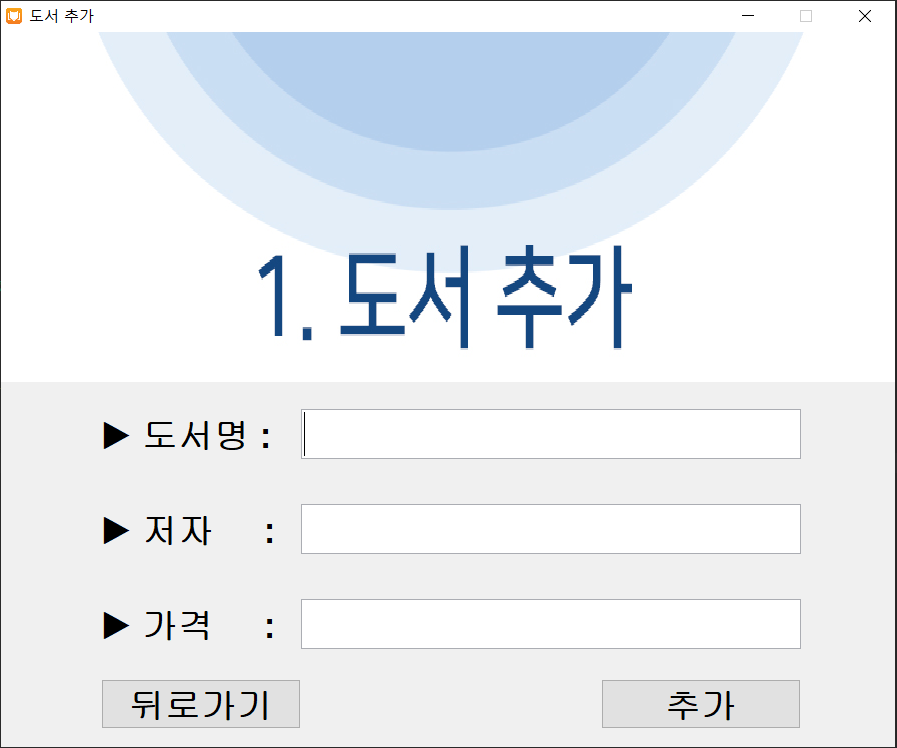 도서 추가
1. 도서 추가
▶ 도서명 :
▶ 저자 :
▶ 가격 :
뒤로가기 추가